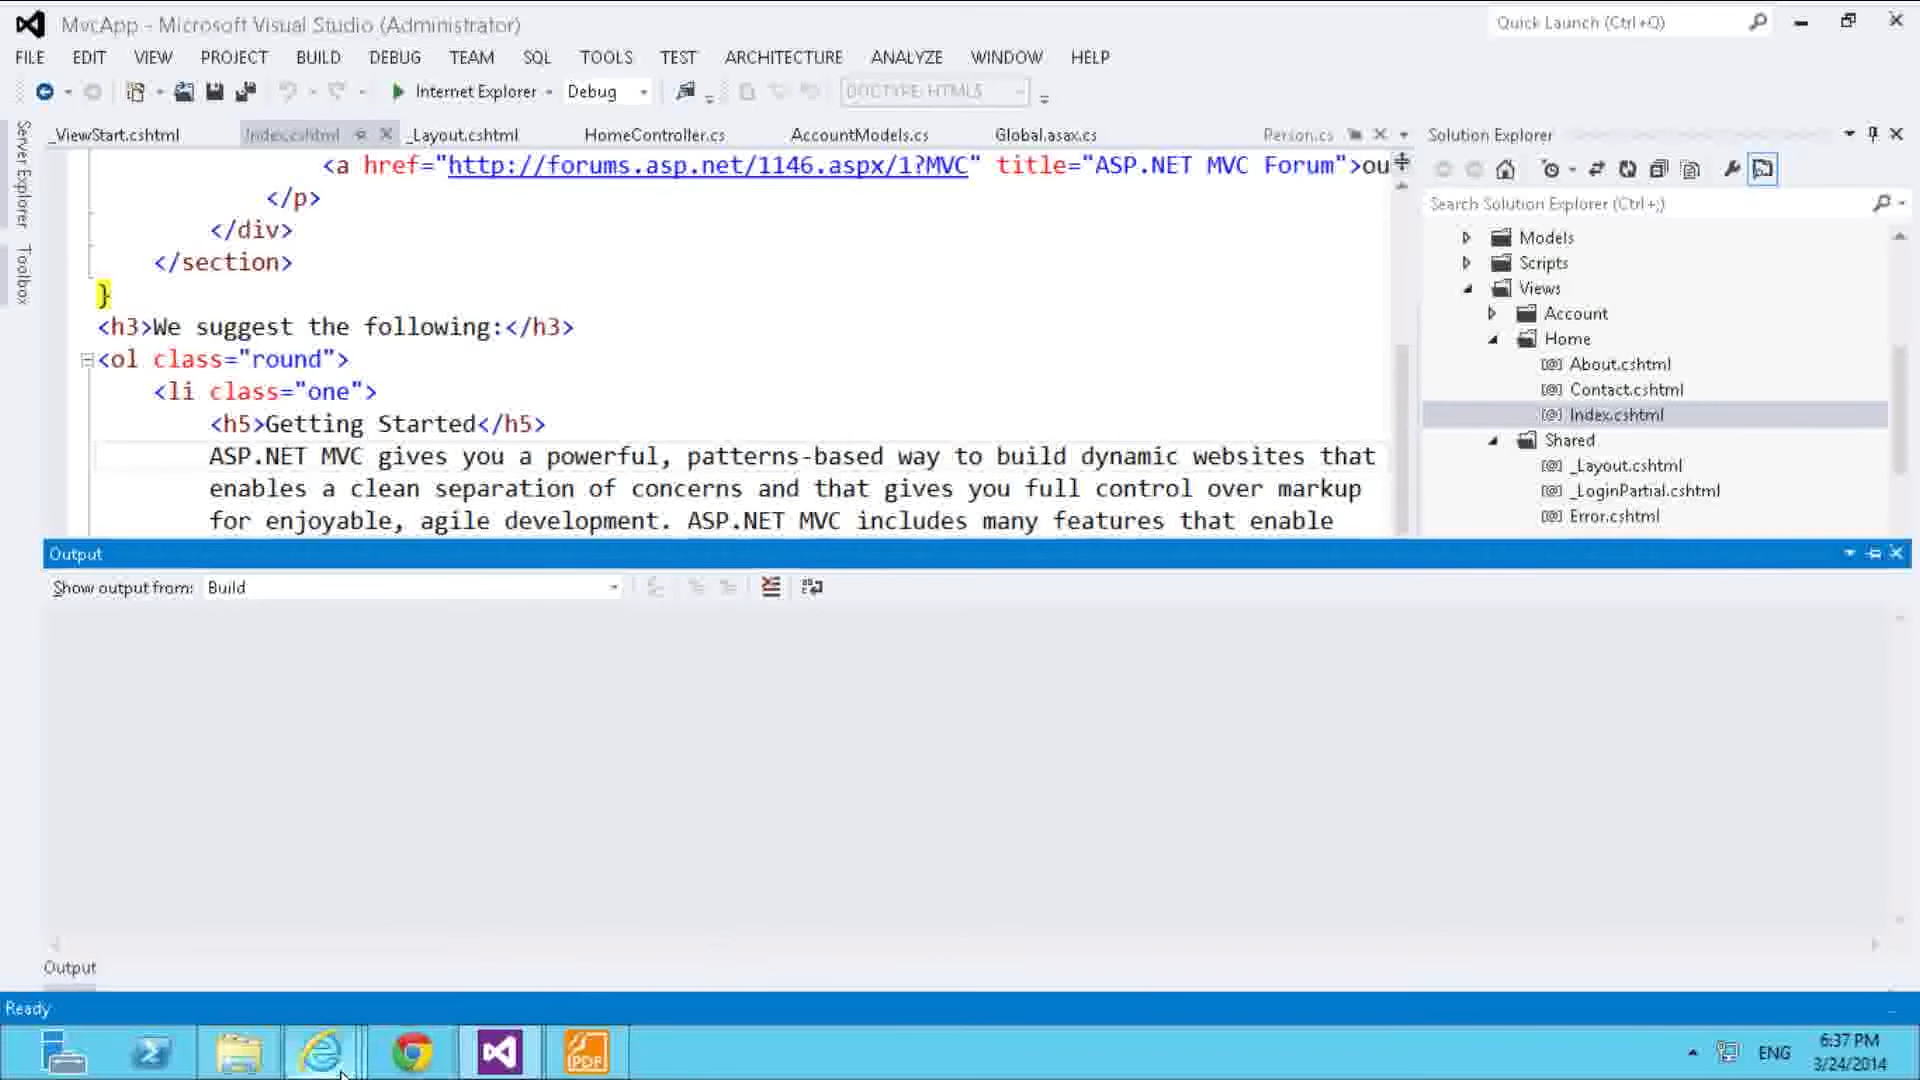 MvcApp - Microsoft Visual Studio (Administrator)
Quick Launch (Ctrl+Q)
FILE EDIT VIEW PROJECT BUILD DEBUG TEAM SQL TOOLS TEST ARCHITECTURE ANALYZE WINDOW HELP
Internet Explorer Debug DOCTYPE: HTML5
Server Explorer
Toolbox
_ViewStart.cshtml Index.cshtml _Layout.cshtml HomeController.cs AccountModels.cs Global.asax.cs Person.cs
<a href="http://forums.asp.net/1146.aspx/1?MVC" title="ASP.NET MVC Forum">ou
</p>
</div>
</section>
}
<h3>We suggest the following:</h3>
<ol class="round">
<li class="one">
<h5>Getting Started</h5>
ASP.NET MVC gives you a powerful, patterns-based way to build dynamic websites that
enables a clean separation of concerns and that gives you full control over markup
for enjoyable, agile development. ASP.NET MVC includes many features that enable
Solution Explorer
Search Solution Explorer (Ctrl+;)
Models
Scripts
Views
Account
Home
About.cshtml
Contact.cshtml
Index.cshtml
Shared
_Layout.cshtml
_LoginPartial.cshtml
Error.cshtml
Output
Show output from: Build
Output
Ready
PDF
ENG
6:37 PM
3/24/2014